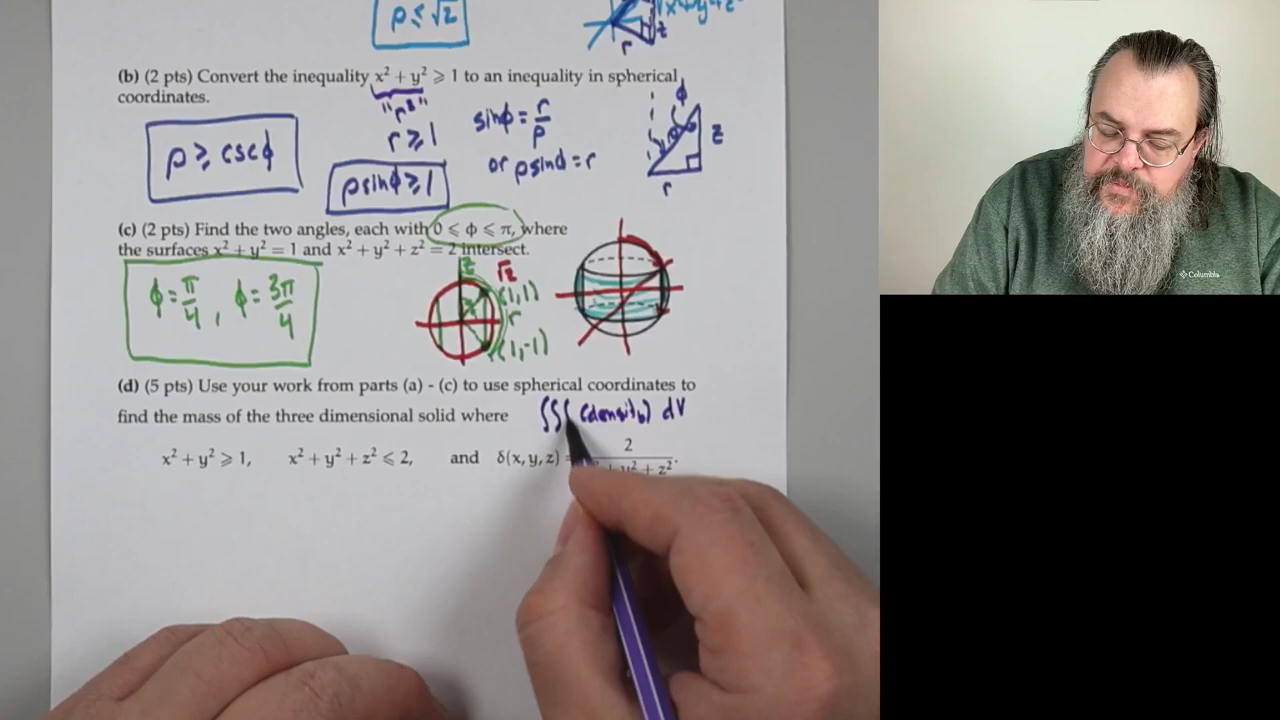 ρ ≤ √2
r
z
(b) (2 pts) Convert the inequality x² + y² ⩾ 1 to an inequality in spherical
coordinates.
"r²"
r ≥ 1
ρ ≥ cscφ
ρsinφ ≥ 1
sinφ = r/ρ
or ρsinφ = r
φ
ρ
z
r
(c) (2 pts) Find the two angles, each with 0 ⩽ φ ⩽ π, where
the surfaces x² + y² = 1 and x² + y² + z² = 2 intersect.
φ = π/4, φ = 3π/4
z
√2
(1,1)
r
(1,-1)
(d) (5 pts) Use your work from parts (a) - (c) to use spherical coordinates to
find the mass of the three dimensional solid where
∫∫∫ (density) dV
x² + y² ⩾ 1, x² + y² + z² ⩽ 2, and δ(x, y, z) 2 + y² + z².
Columbia